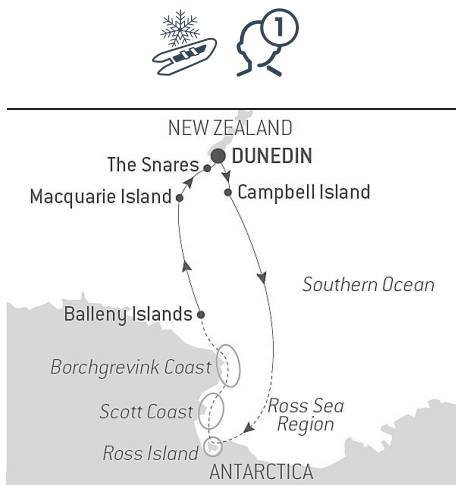 1
NEW ZEALAND
DUNEDIN
The Snares
Macquarie Island
Campbell Island
Southern Ocean
Balleny Islands
Borchgrevink Coast
Scott Coast
Ross Sea
Region
Ross Island
ANTARCTICA